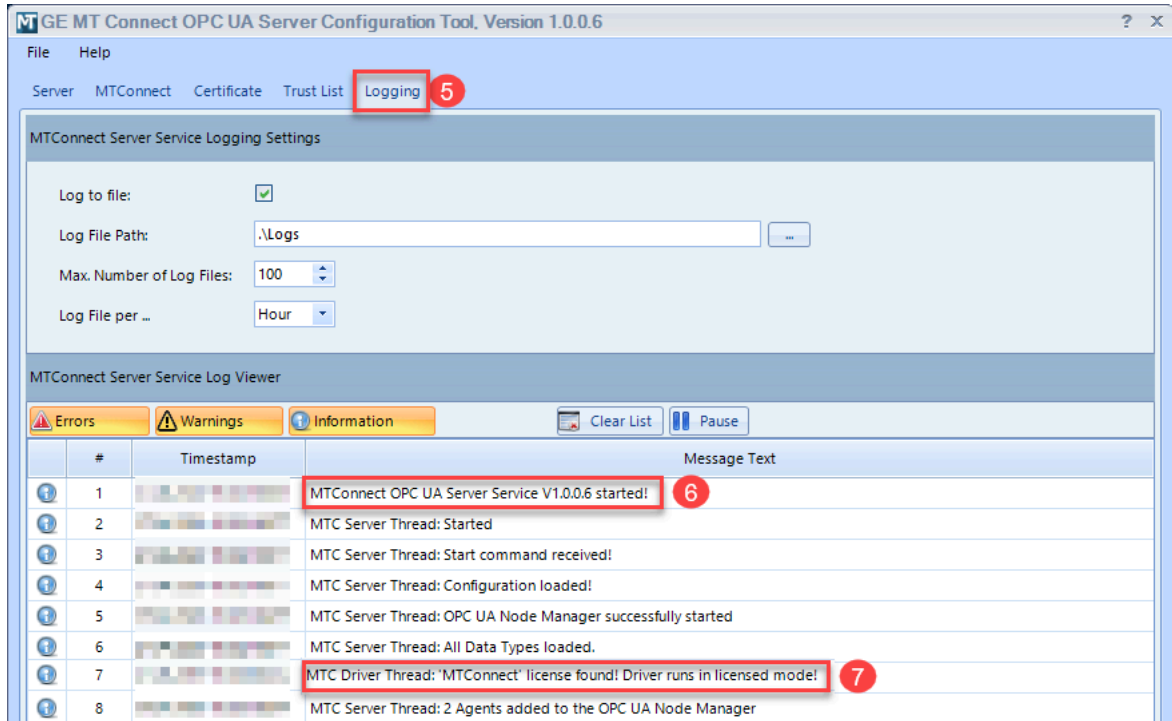 MT GE MT Connect OPC UA Server Configuration Tool, Version 1.0.0.6 ? X
File Help
Server MTConnect Certificate Trust List Logging 5
MTConnect Server Service Logging Settings
Log to file:
Log File Path: .\Logs ...
Max. Number of Log Files: 100
Log File per ... Hour
MTConnect Server Service Log Viewer
Errors Warnings Information Clear List Pause
# Timestamp Message Text
1 MTConnect OPC UA Server Service V1.0.0.6 started! 6
2 MTC Server Thread: Started
3 MTC Server Thread: Start command received!
4 MTC Server Thread: Configuration loaded!
5 MTC Server Thread: OPC UA Node Manager successfully started
6 MTC Server Thread: All Data Types loaded.
7 MTC Driver Thread: 'MTConnect' license found! Driver runs in licensed mode! 7
8 MTC Server Thread: 2 Agents added to the OPC UA Node Manager